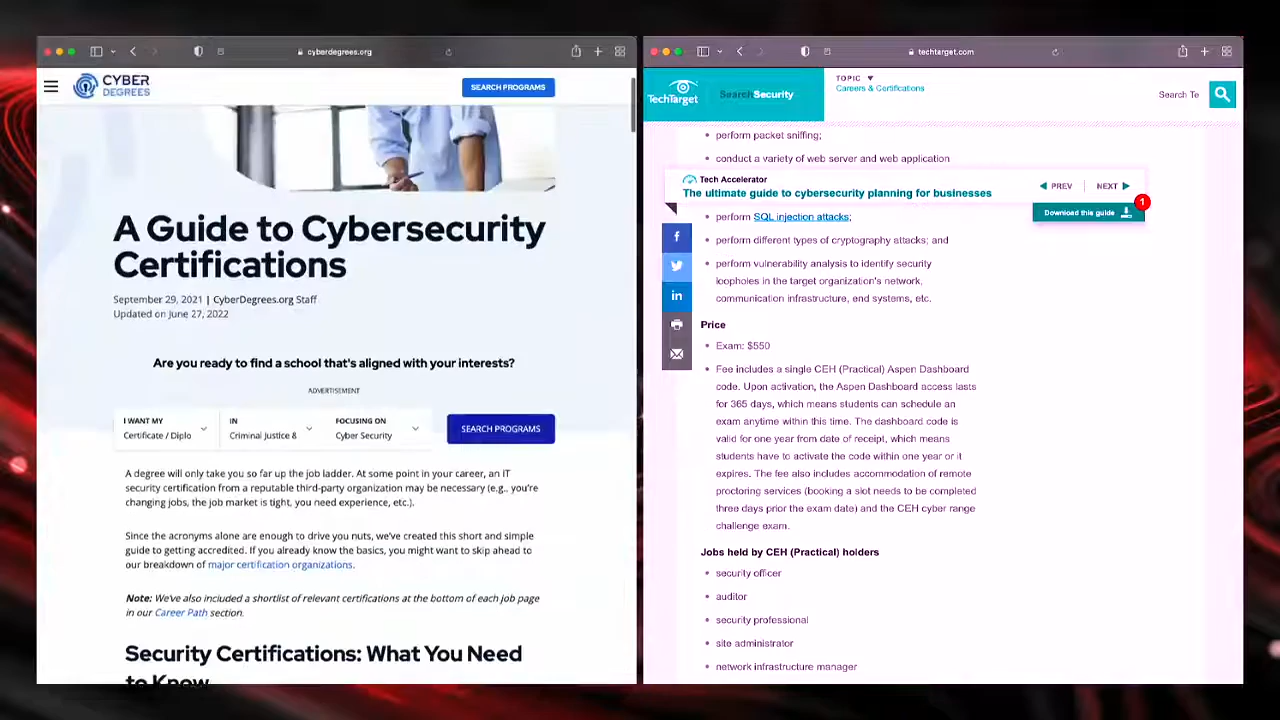 cyberdegrees.org
CYBER
DEGREES
SEARCH PROGRAMS
A Guide to Cybersecurity
Certifications
September 29, 2021 | CyberDegrees.org Staff
Updated on June 27, 2022
Are you ready to find a school that's aligned with your interests?
ADVERTISEMENT
I WANT MY
Certificate / Diplo
IN
Criminal Justice &
FOCUSING ON
Cyber Security
SEARCH PROGRAMS
A degree will only take you so far up the job ladder. At some point in your career, an IT
security certification from a reputable third-party organization may be necessary (e.g., you're
changing jobs, the job market is tight, you need experience, etc.).
Since the acronyms alone are enough to drive you nuts, we've created this short and simple
guide to getting accredited. If you already know the basics, you might want to skip ahead to
our breakdown of major certification organizations.
Note: We've also included a shortlist of relevant certifications at the bottom of each job page
in our Career Path section.
Security Certifications: What You Need
to Know
techtarget.com
TechTarget
SearchSecurity
TOPIC
Careers & Certifications
Search Te
perform packet sniffing;
conduct a variety of web server and web application
Tech Accelerator
The ultimate guide to cybersecurity planning for businesses
PREV
NEXT
Download this guide
1
perform SQL injection attacks;
perform different types of cryptography attacks; and
perform vulnerability analysis to identify security
loopholes in the target organization's network,
communication infrastructure, end systems, etc.
Price
Exam: $550
Fee includes a single CEH (Practical) Aspen Dashboard
code. Upon activation, the Aspen Dashboard access lasts
for 365 days, which means students can schedule an
exam anytime within this time. The dashboard code is
valid for one year from date of receipt, which means
students have to activate the code within one year or it
expires. The fee also includes accommodation of remote
proctoring services (booking a slot needs to be completed
three days prior the exam date) and the CEH cyber range
challenge exam.
Jobs held by CEH (Practical) holders
security officer
auditor
security professional
site administrator
network infrastructure manager